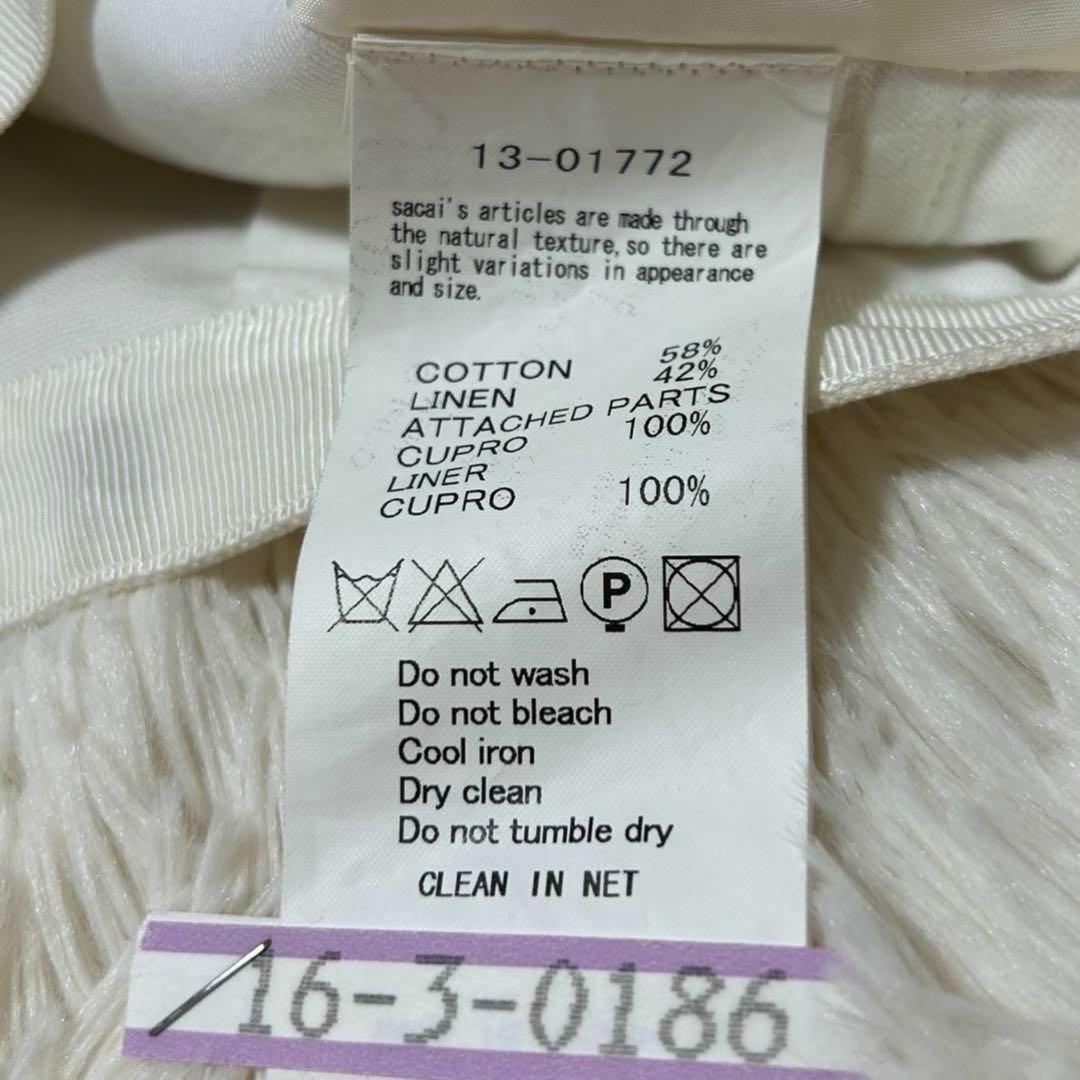 13-01772
sacai's articles are made through
the natural texture, so there are
slight variations in appearance
and size.
COTTON 58%
LINEN 42%
ATTACHED PARTS
CUPRO 100%
LINER
CUPRO 100%
P
Do not wash
Do not bleach
Cool iron
Dry clean
Do not tumble dry
CLEAN IN NET
16-3-0186